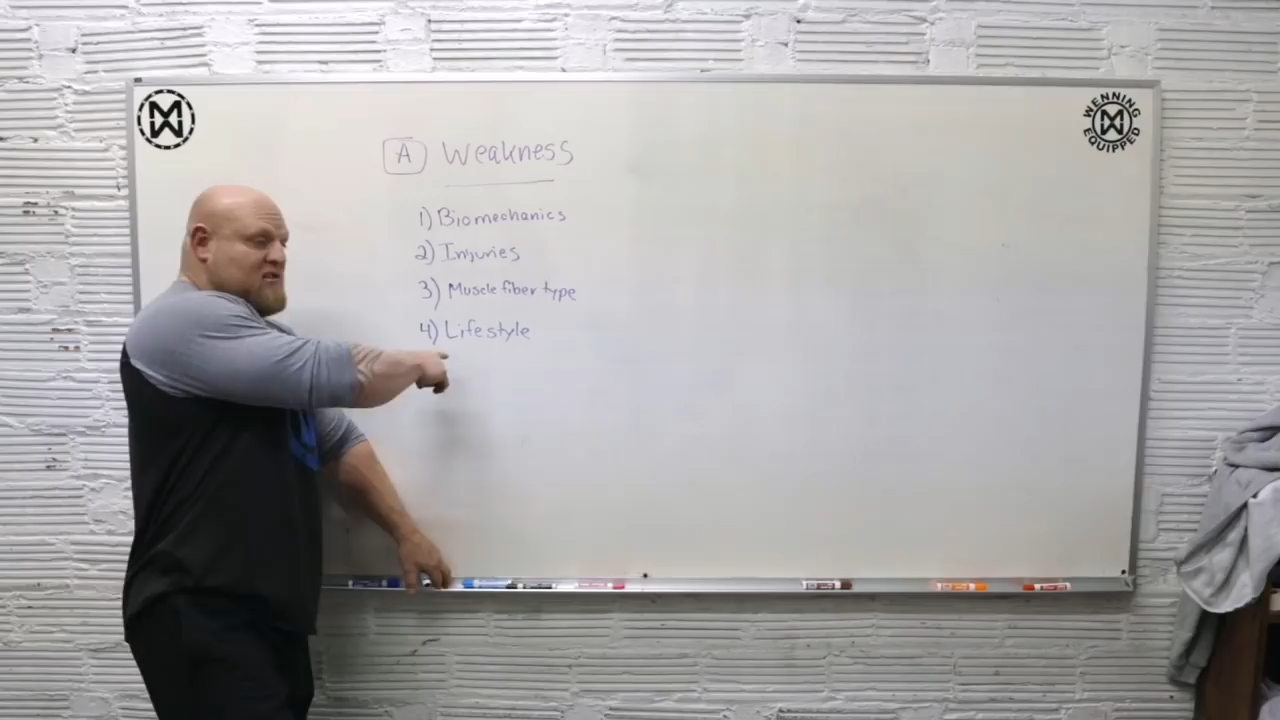 WENNING
EQUIPPED
A Weakness
1) Biomechanics
2) Injuries
3) Muscle fiber type
4) Lifestyle